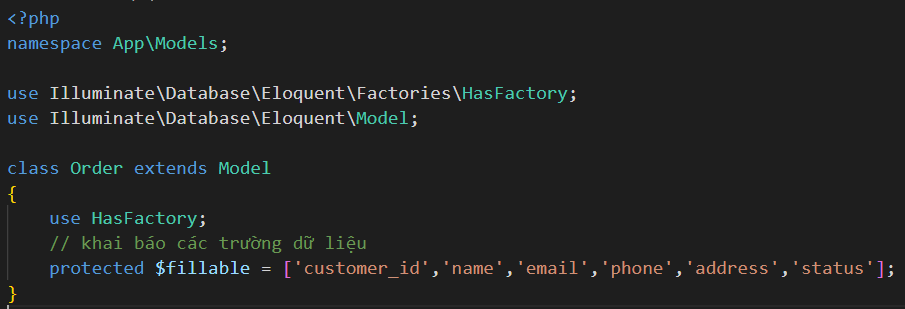 <?php
namespace App\Models;
use Illuminate\Database\Eloquent\Factories\HasFactory;
use Illuminate\Database\Eloquent\Model;
class Order extends Model
{
use HasFactory;
// khai báo các trường dữ liệu
protected $fillable = ['customer_id','name','email','phone','address','status'];
}